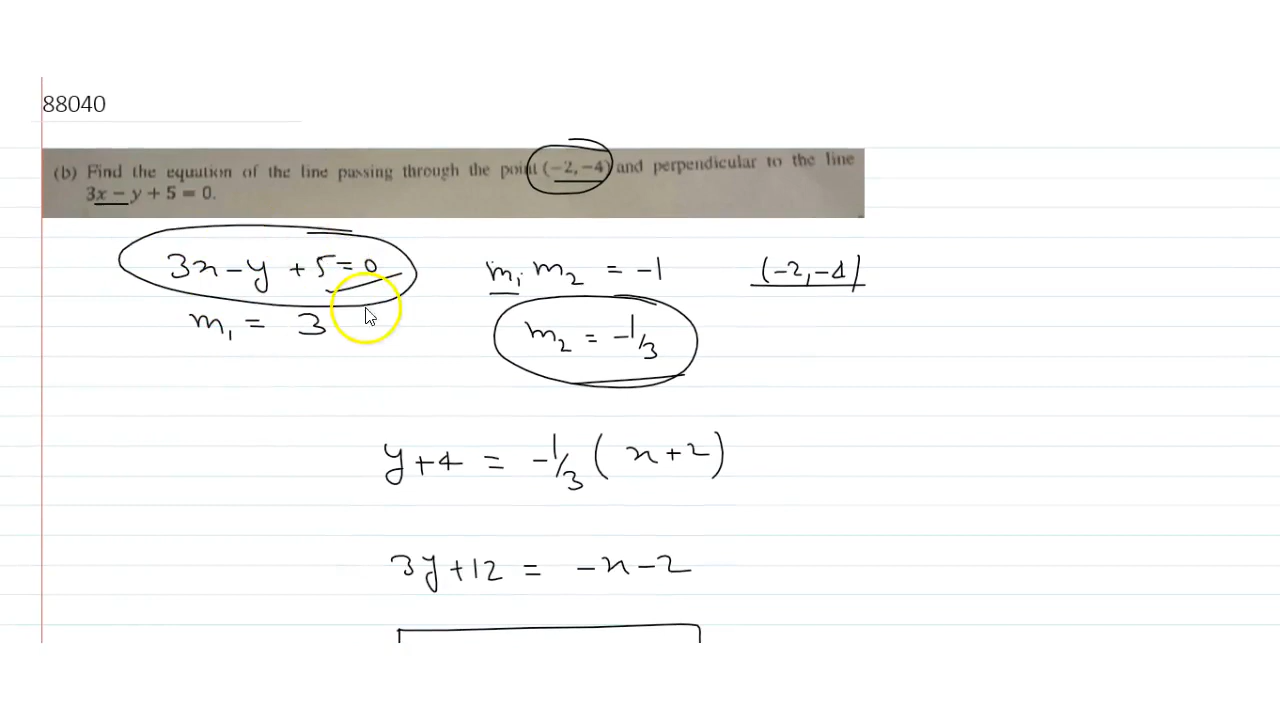 88040
(b) Find the equation of the line passing through the point (−2, −4) and perpendicular to the line
3x − y + 5 = 0.
3x − y + 5 = 0
m₁ m₂ = −1
(−2, −4)
m₁ = 3
m₂ = −1/3
y + 4 = −1/3 (x + 2)
3y + 12 = −x − 2